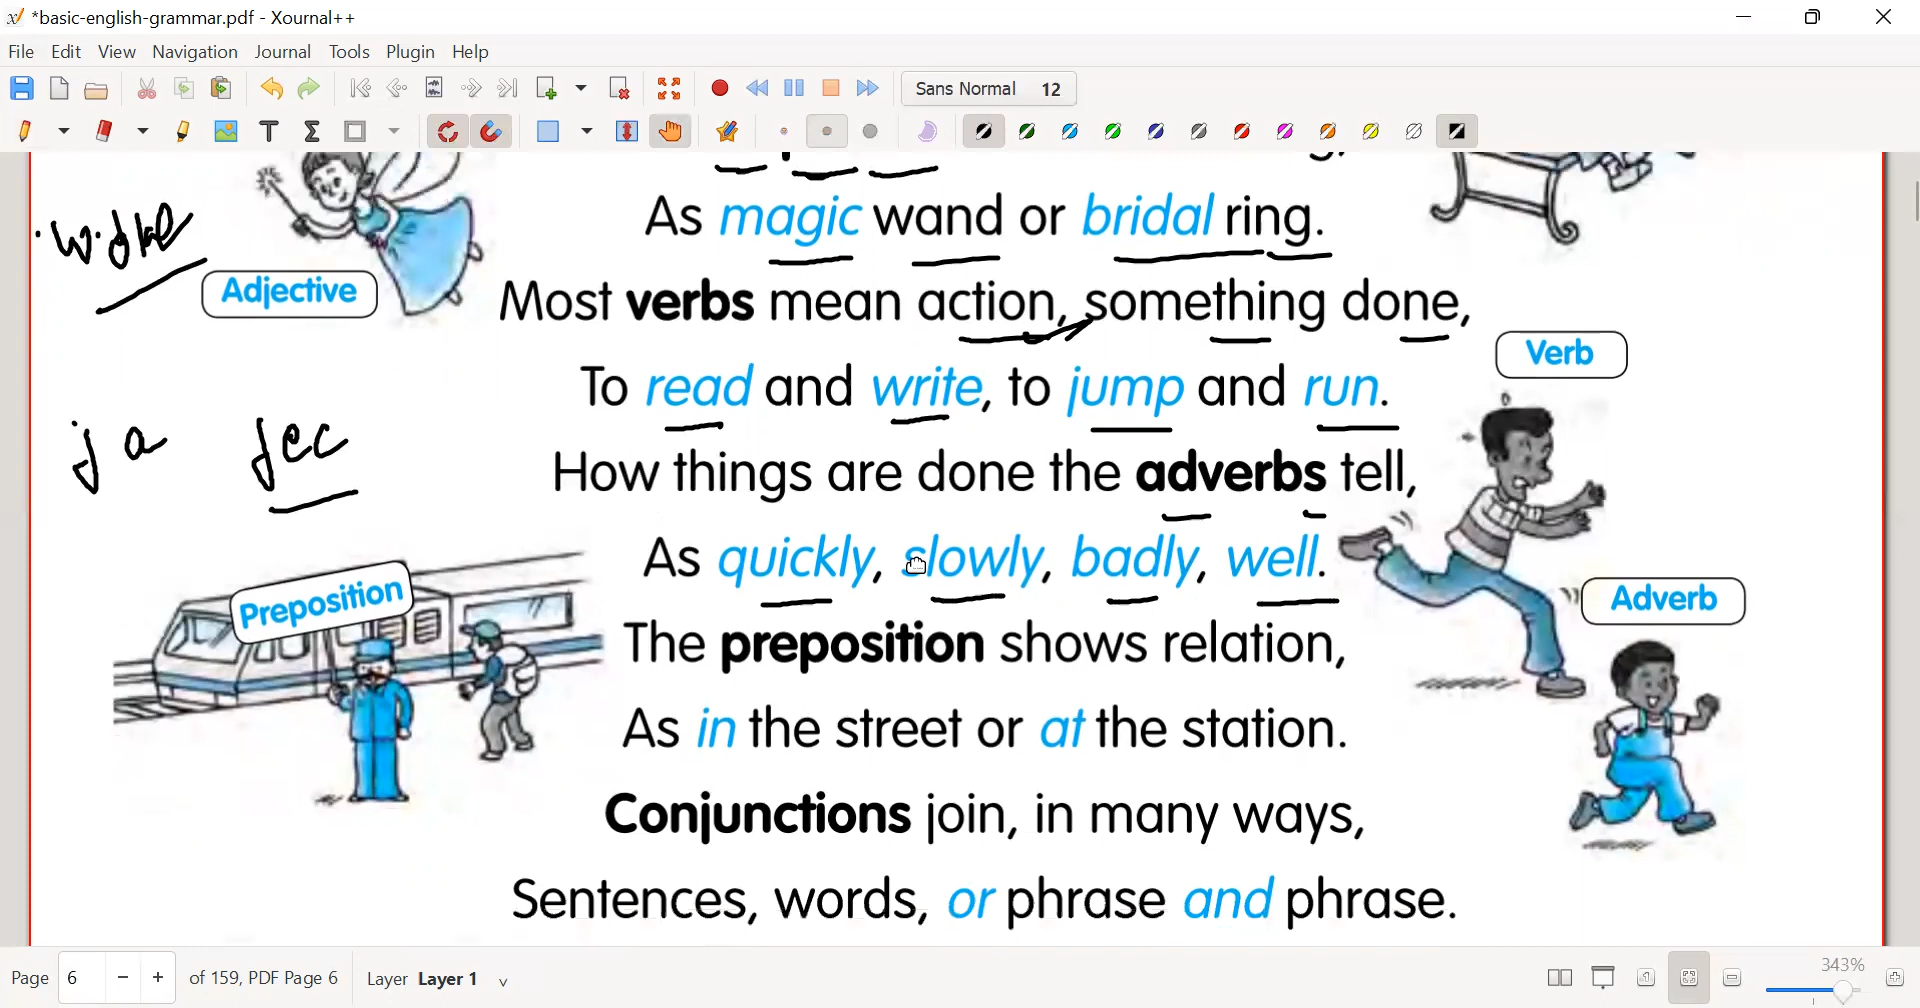 *basic-english-grammar.pdf - Xournal++
File Edit View Navigation Journal Tools Plugin Help
Sans Normal 12
As magic wand or bridal ring.
Adjective
Most verbs mean action, something done,
Verb
To read and write, to jump and run.
How things are done the adverbs tell,
As quickly, slowly, badly, well.
Preposition
Adverb
The preposition shows relation,
As in the street or at the station.
Conjunctions join, in many ways,
Sentences, words, or phrase and phrase.
Page 6 of 159, PDF Page 6 Layer Layer 1 343%